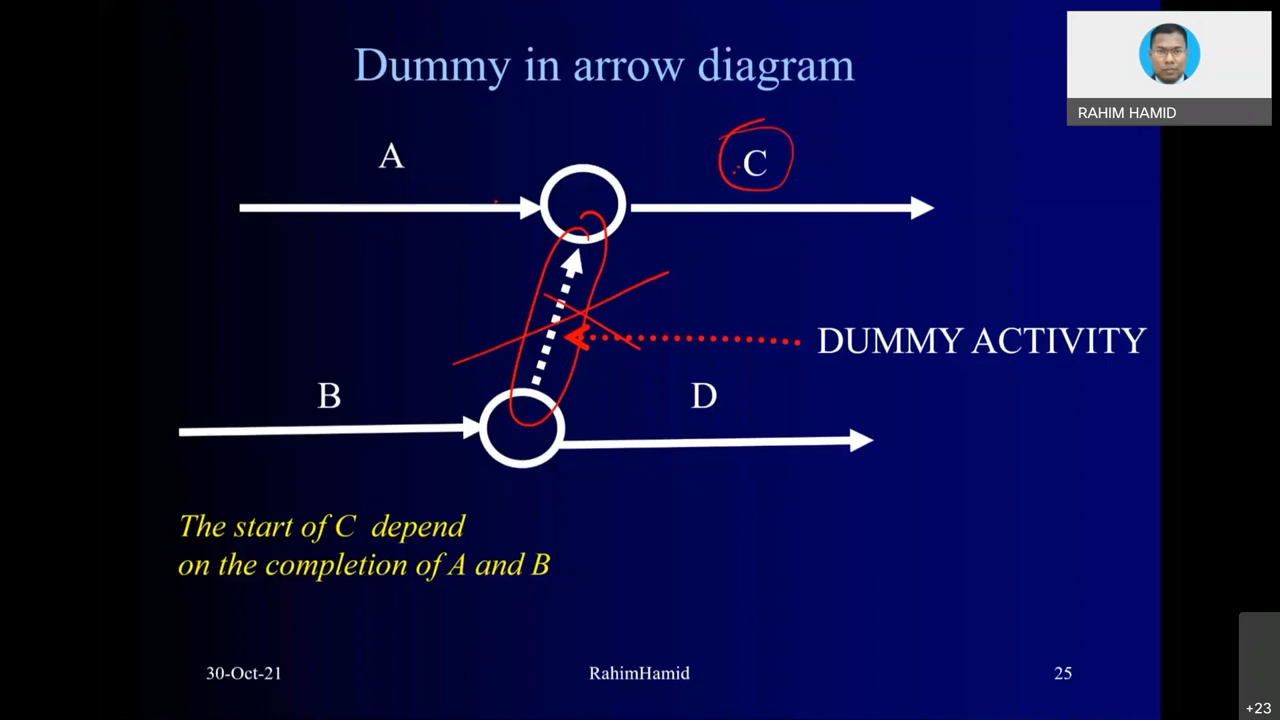 Dummy in arrow diagram
RAHIM HAMID
A
C
DUMMY ACTIVITY
B
D
The start of C depend
on the completion of A and B
30-Oct-21
RahimHamid
25
+23